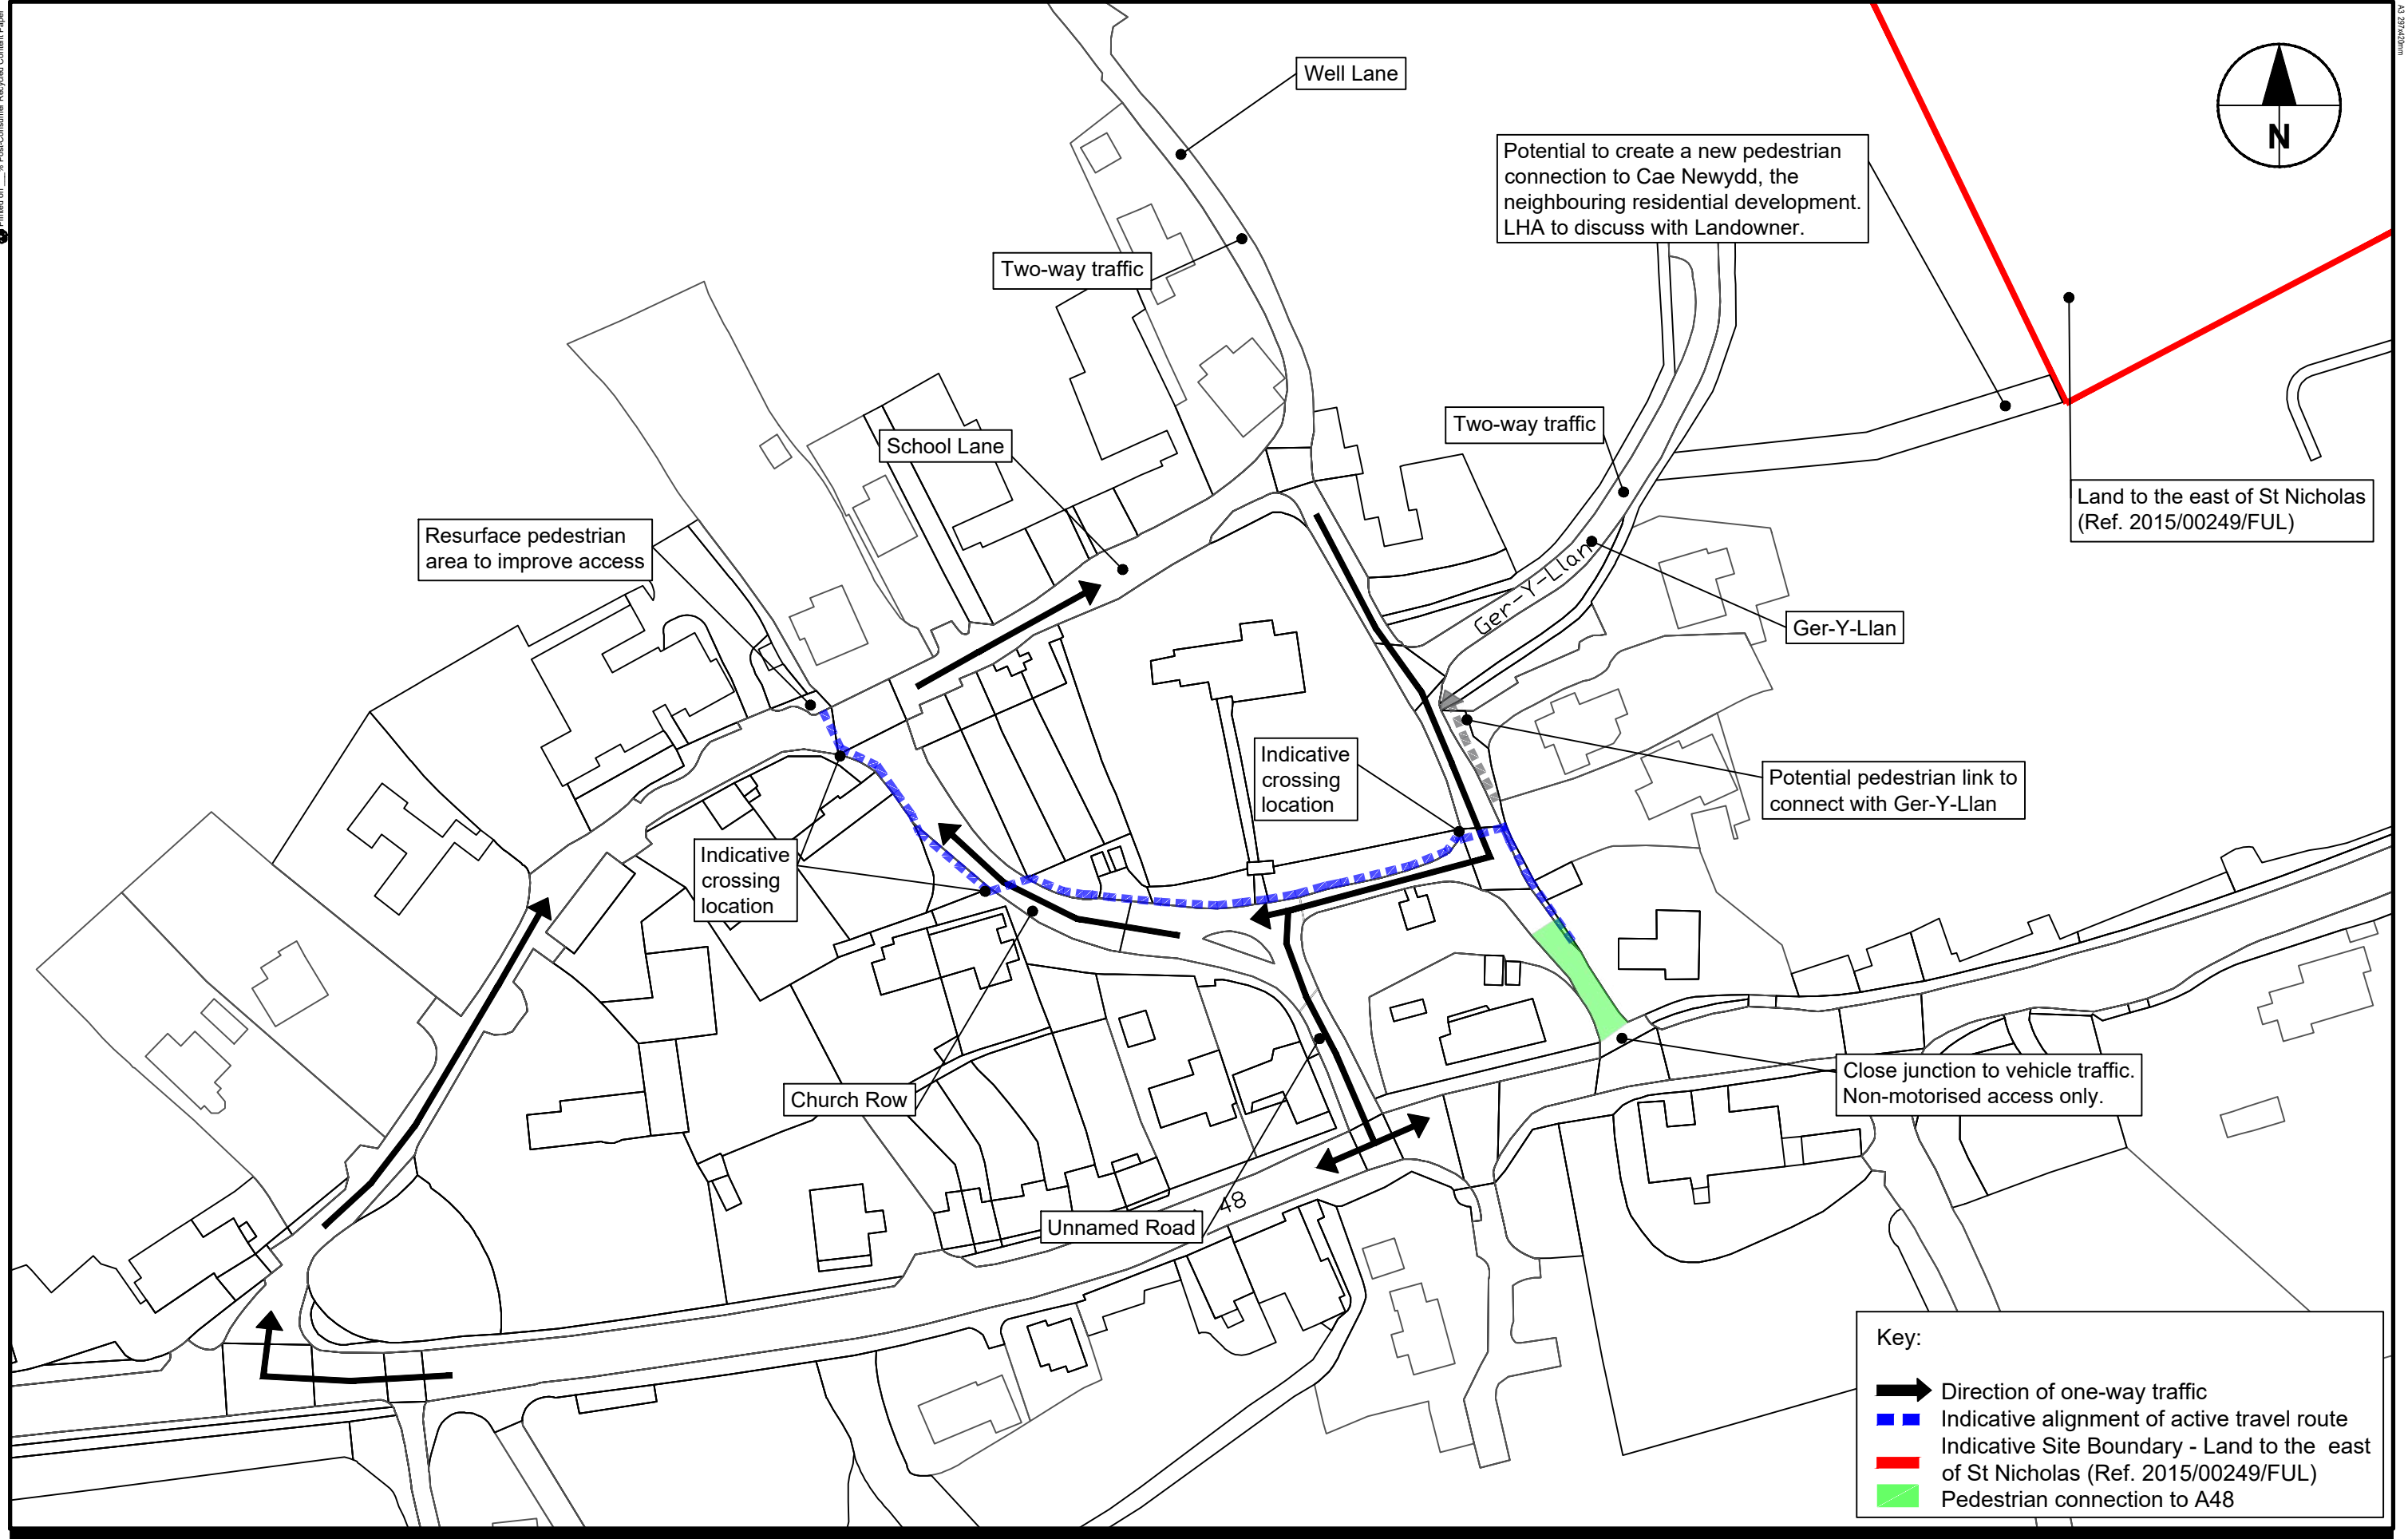 A3 297x420mm
Well Lane
N
Potential to create a new pedestrian
connection to Cae Newydd, the
neighbouring residential development.
LHA to discuss with Landowner.
Two-way traffic
Two-way traffic
School Lane
Land to the east of St Nicholas
(Ref. 2015/00249/FUL)
Resurface pedestrian
area to improve access
Ger-Y-Llan
Ger-Y-Llan
Indicative
crossing
location
Potential pedestrian link to
connect with Ger-Y-Llan
Indicative
crossing
location
Church Row
Close junction to vehicle traffic.
Non-motorised access only.
48
Unnamed Road
Key:
Direction of one-way traffic
Indicative alignment of active travel route
Indicative Site Boundary - Land to the east
of St Nicholas (Ref. 2015/00249/FUL)
Pedestrian connection to A48